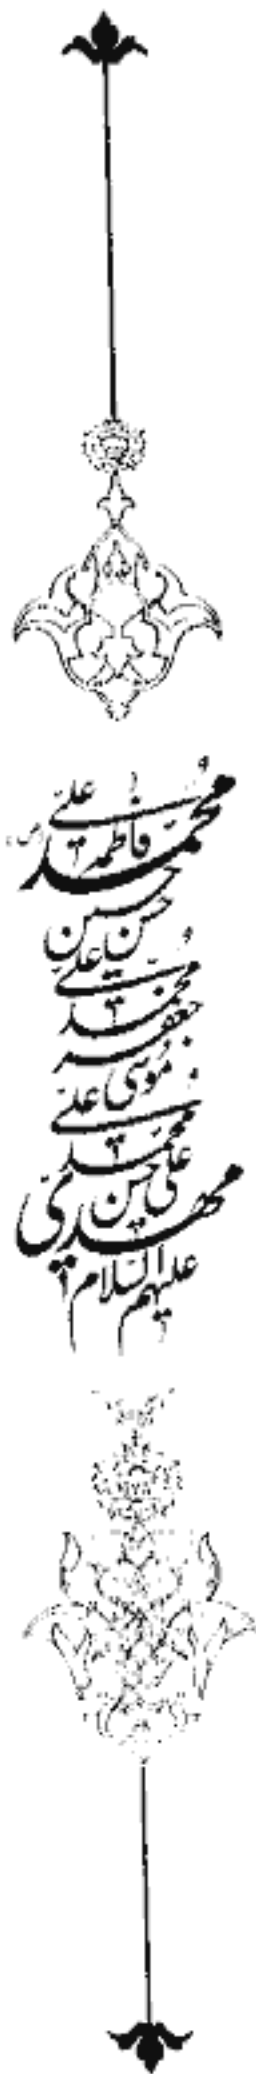 محمد (ص)
علی فاطمه
حسن حسین
علی
محمد
جعفر
موسی علی
محمد
علی حسن
مهدی
علیهم السلام